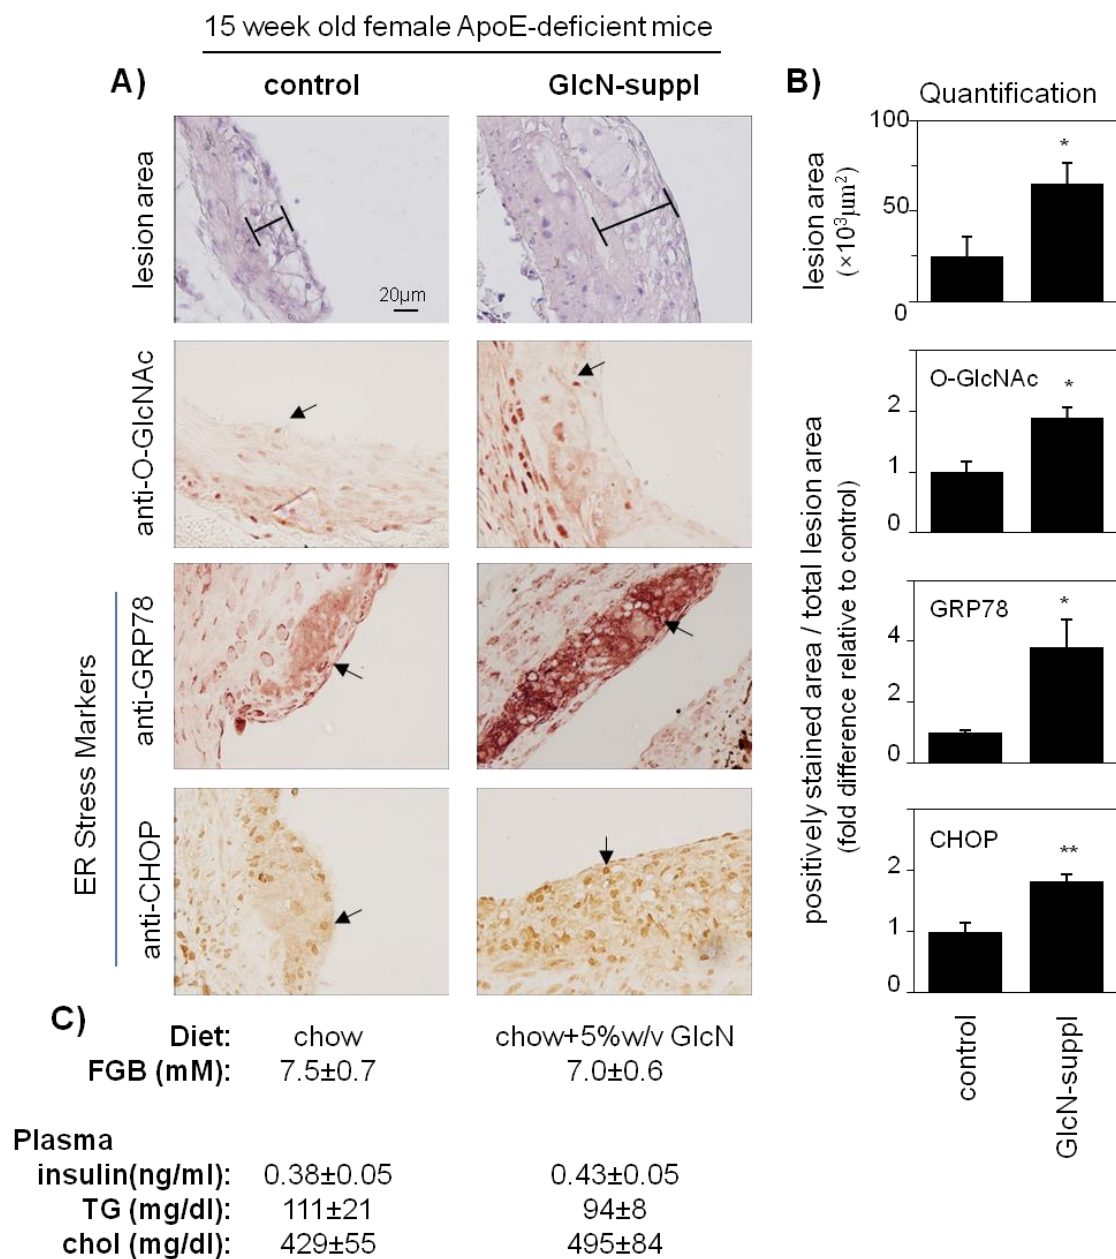 15 week old female ApoE-deficient mice
A)
control
GlcN-suppl
lesion area
20μm
anti-O-GlcNAc
ER Stress Markers
anti-GRP78
anti-CHOP
B)
Quantification
lesion area
(×10³μm²)
100
50
0
*
positively stained area / total lesion area
(fold difference relative to control)
O-GlcNAc
*
2
1
0
GRP78
*
4
2
0
CHOP
**
2
1
0
control
GlcN-suppl
C)
Diet: chow chow+5%w/v GlcN
FGB (mM): 7.5±0.7 7.0±0.6
Plasma
insulin(ng/ml): 0.38±0.05 0.43±0.05
TG (mg/dl): 111±21 94±8
chol (mg/dl): 429±55 495±84